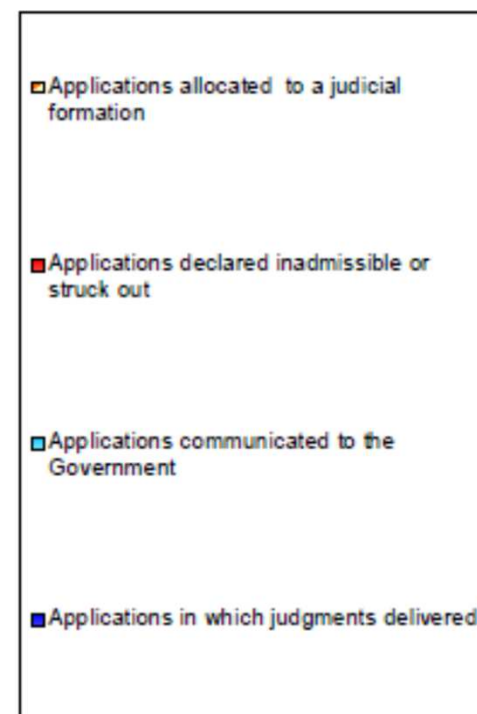 Applications allocated to a judicial
formation
Applications declared inadmissible or
struck out
Applications communicated to the
Government
Applications in which judgments delivered